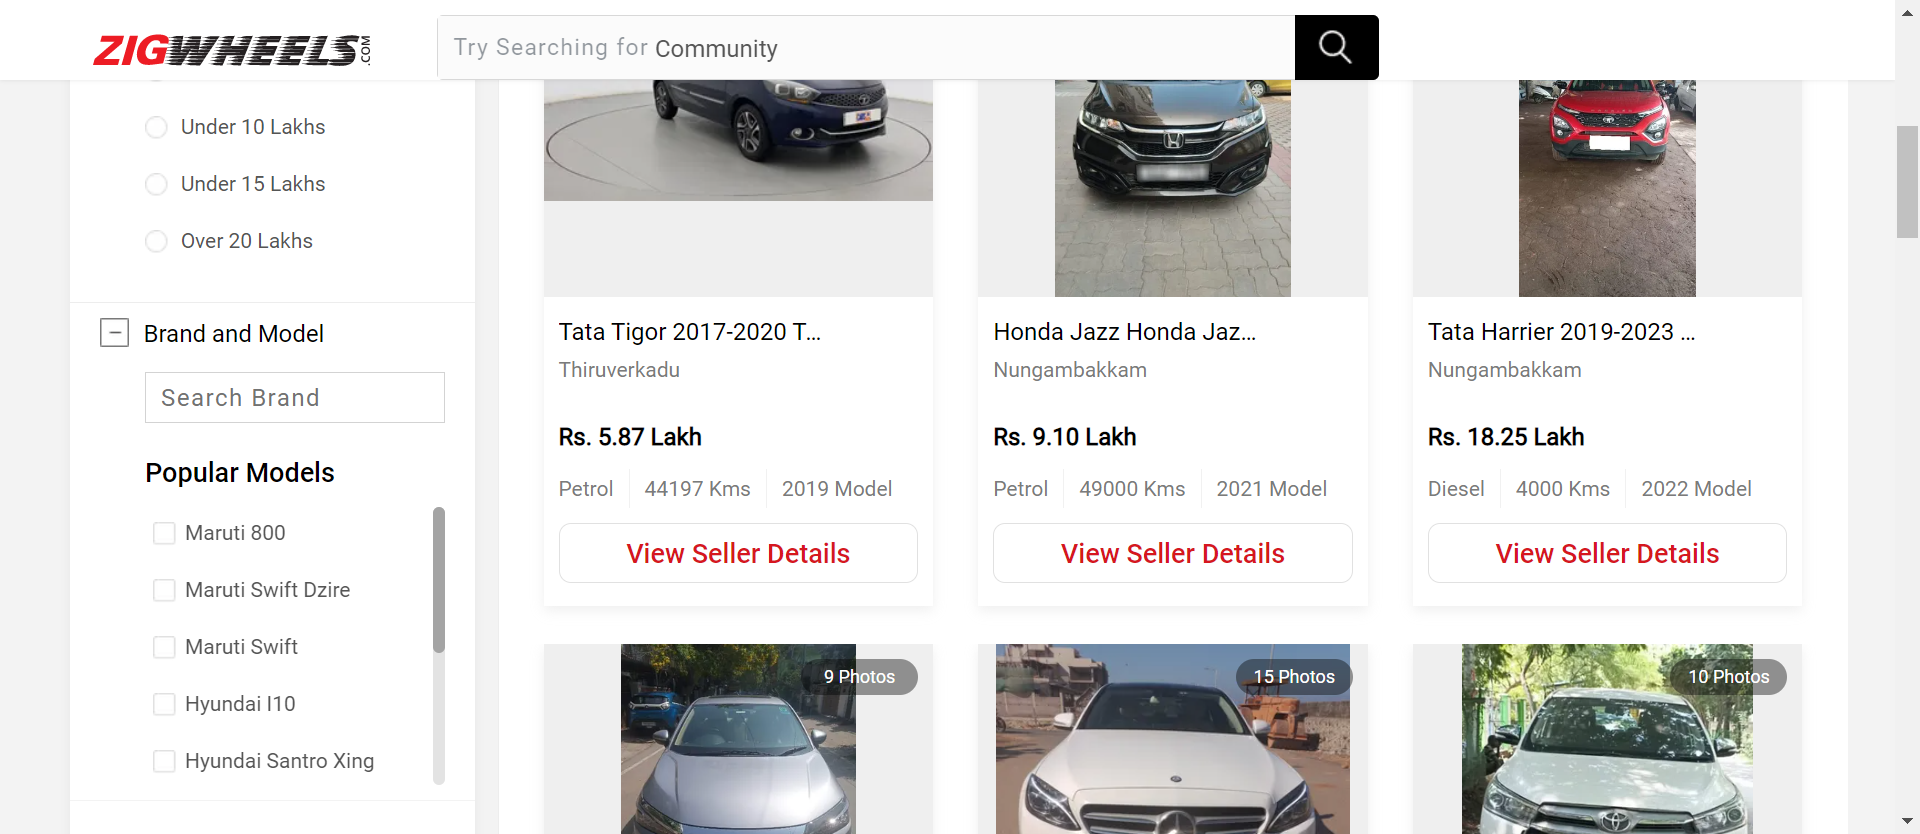 ZIGWHEELS.COM
Try Searching for Community
Under 10 Lakhs
Under 15 Lakhs
Over 20 Lakhs
Brand and Model
Search Brand
Popular Models
Maruti 800
Maruti Swift Dzire
Maruti Swift
Hyundai I10
Hyundai Santro Xing
Tata Tigor 2017-2020 T...
Thiruverkadu
Rs. 5.87 Lakh
Petrol
44197 Kms
2019 Model
View Seller Details
Honda Jazz Honda Jaz...
Nungambakkam
Rs. 9.10 Lakh
Petrol
49000 Kms
2021 Model
View Seller Details
Tata Harrier 2019-2023 ...
Nungambakkam
Rs. 18.25 Lakh
Diesel
4000 Kms
2022 Model
View Seller Details
9 Photos
15 Photos
10 Photos